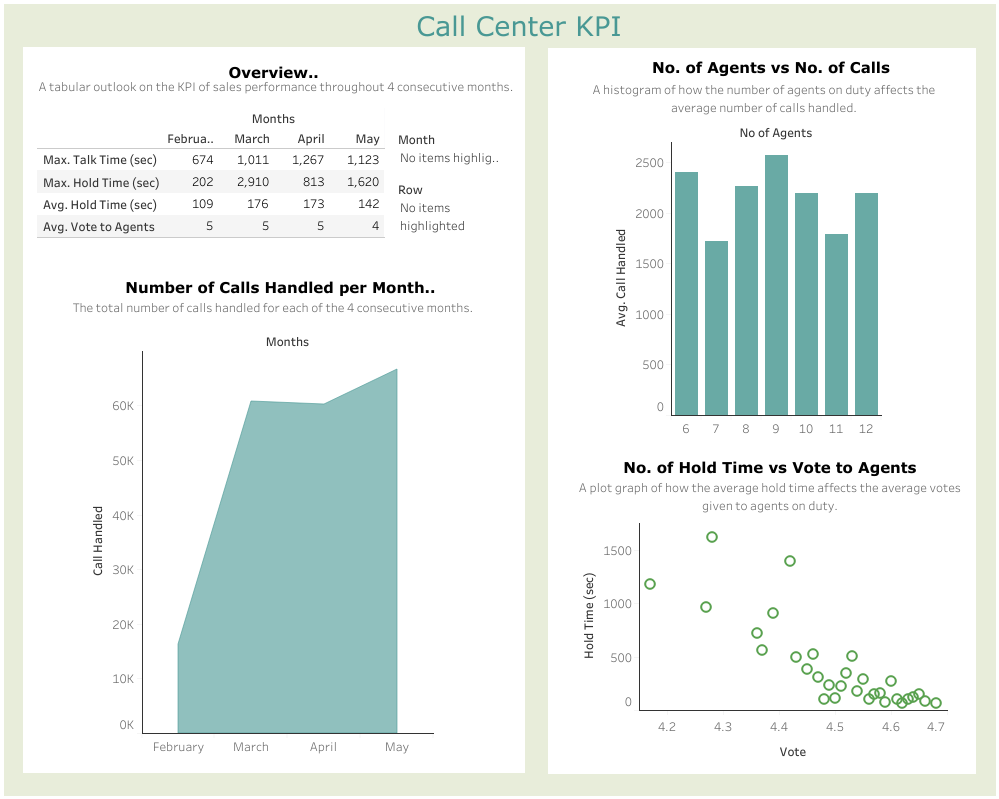 Call Center KPI
Overview..
A tabular outlook on the KPI of sales performance throughout 4 consecutive months.
Months
Februa.. March April May
Max. Talk Time (sec) 674 1,011 1,267 1,123
Max. Hold Time (sec) 202 2,910 813 1,620
Avg. Hold Time (sec) 109 176 173 142
Avg. Vote to Agents 5 5 5 4
Month
No items highlig..
Row
No items
highlighted
Number of Calls Handled per Month..
The total number of calls handled for each of the 4 consecutive months.
Months
Call Handled
60K
50K
40K
30K
20K
10K
0K
February March April May
No. of Agents vs No. of Calls
A histogram of how the number of agents on duty affects the
average number of calls handled.
No of Agents
Avg. Call Handled
2500
2000
1500
1000
500
0
6 7 8 9 10 11 12
No. of Hold Time vs Vote to Agents
A plot graph of how the average hold time affects the average votes
given to agents on duty.
Hold Time (sec)
1500
1000
500
0
4.2 4.3 4.4 4.5 4.6 4.7
Vote